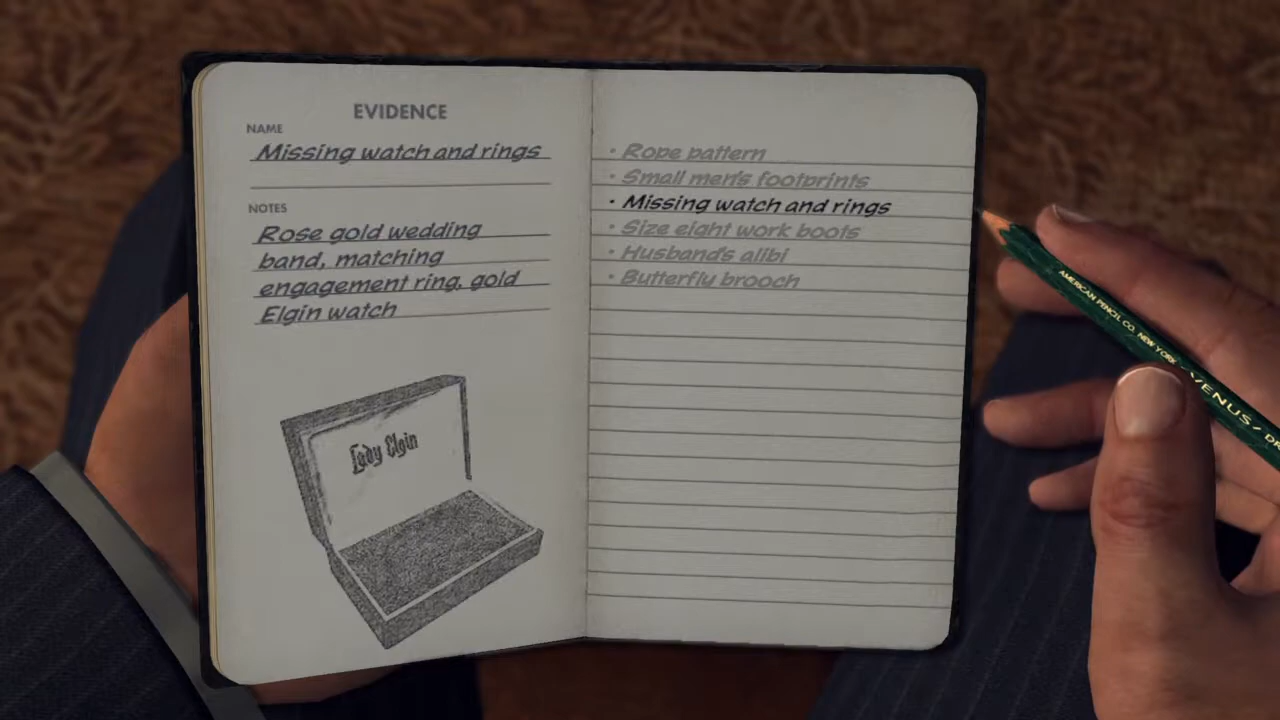 EVIDENCE
NAME
Missing watch and rings
NOTES
Rose gold wedding
band, matching
engagement ring, gold
Elgin watch
Lady Elgin
• Rope pattern
• Small men's footprints
• Missing watch and rings
• Size eight work boots
• Husband's alibi
• Butterfly brooch
AMERICAN PENCIL CO. NEW YORK
VENUS